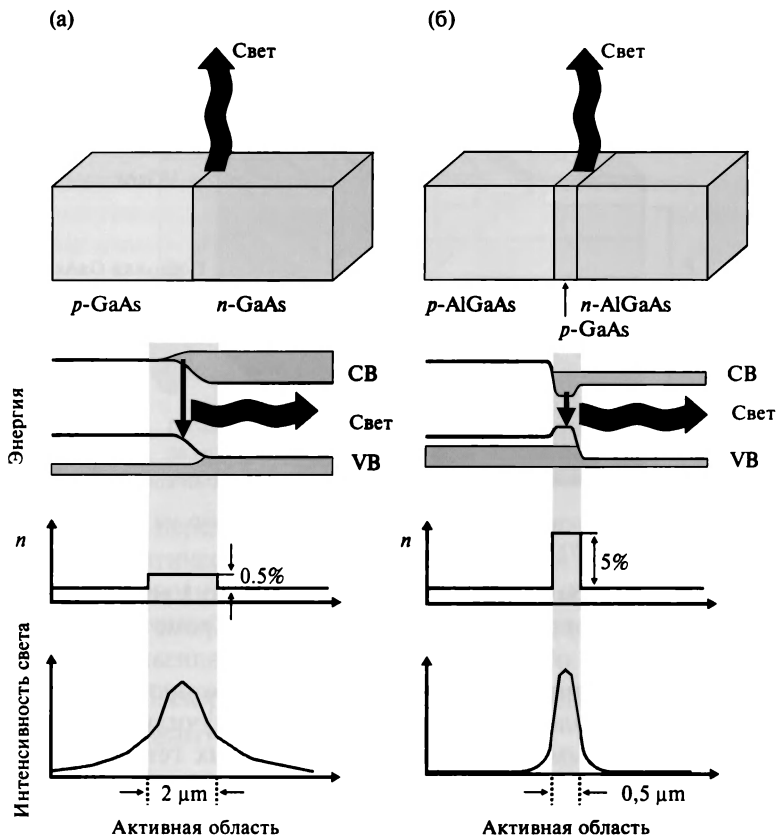 (а)
Свет
p-GaAs n-GaAs
Энергия
CB
Свет
VB
n
0.5%
Интенсивность света
2 μm
Активная область
(б)
Свет
p-AlGaAs n-AlGaAs
p-GaAs
CB
Свет
VB
n
5%
0,5 μm
Активная область